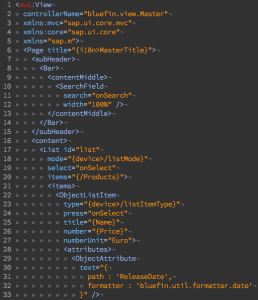 1 <mvc:View
2 controllerName="bluefin.view.Master"
3 xmlns:mvc="sap.ui.core.mvc"
4 xmlns:core="sap.ui.core"
5 xmlns="sap.m">
6 <Page title="{i18n>MasterTitle}">
7 <subHeader>
8 <Bar>
9 <contentMiddle>
10 <SearchField
11 search="onSearch"
12 width="100%" />
13 </contentMiddle>
14 </Bar>
15 </subHeader>
16 <content>
17 <List id="list"
18 mode="{device>/listMode}"
19 select="onSelect"
20 items="{/Products}">
21 <items>
22 <ObjectListItem
23 type="{device>/listItemType}"
24 press="onSelect"
25 title="{Name}"
26 number="{Price}"
27 numberUnit="Euro">
28 <attributes>
29 <ObjectAttribute
30 text="{
31 path : 'ReleaseDate',
32 formatter : 'bluefin.util.formatter.date'
33 }" />